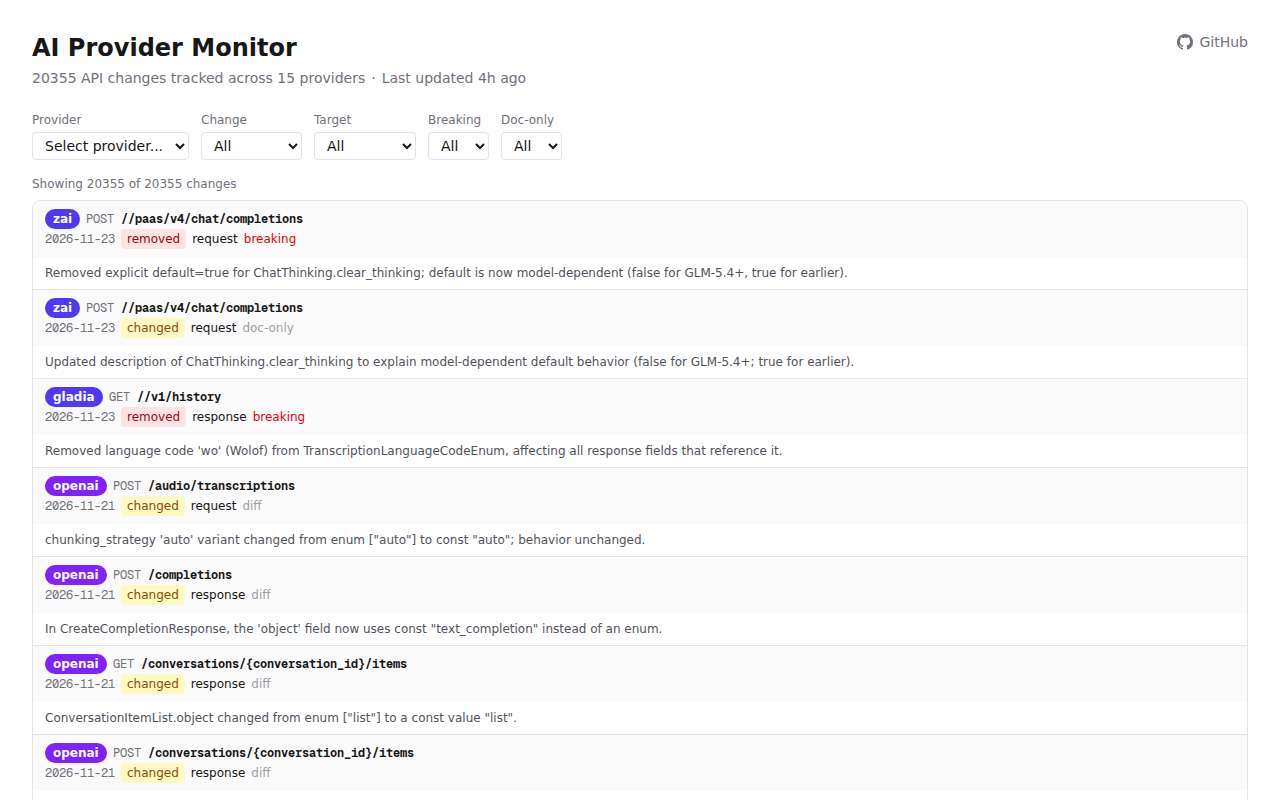 AI Provider Monitor
GitHub
20355 API changes tracked across 15 providers · Last updated 4h ago
Provider Change Target Breaking Doc-only
Select provider... All All All All
Showing 20355 of 20355 changes
zai POST //paas/v4/chat/completions
2026-11-23 removed request breaking
Removed explicit default=true for ChatThinking.clear_thinking; default is now model-dependent (false for GLM-5.4+, true for earlier).
zai POST //paas/v4/chat/completions
2026-11-23 changed request doc-only
Updated description of ChatThinking.clear_thinking to explain model-dependent default behavior (false for GLM-5.4+; true for earlier).
gladia GET //v1/history
2026-11-23 removed response breaking
Removed language code 'wo' (Wolof) from TranscriptionLanguageCodeEnum, affecting all response fields that reference it.
openai POST /audio/transcriptions
2026-11-21 changed request diff
chunking_strategy 'auto' variant changed from enum ["auto"] to const "auto"; behavior unchanged.
openai POST /completions
2026-11-21 changed response diff
In CreateCompletionResponse, the 'object' field now uses const "text_completion" instead of an enum.
openai GET /conversations/{conversation_id}/items
2026-11-21 changed response diff
ConversationItemList.object changed from enum ["list"] to a const value "list".
openai POST /conversations/{conversation_id}/items
2026-11-21 changed response diff